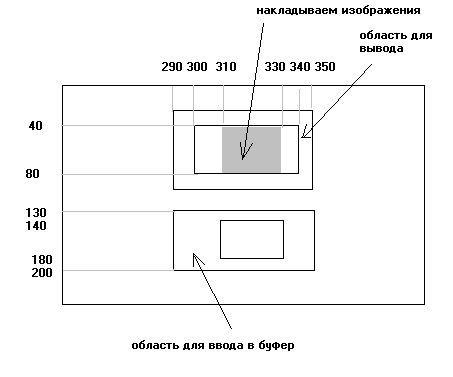 накладываем изображения
область для
вывода
290 300 310 330 340 350
40
80
130
140
180
200
область для ввода в буфер